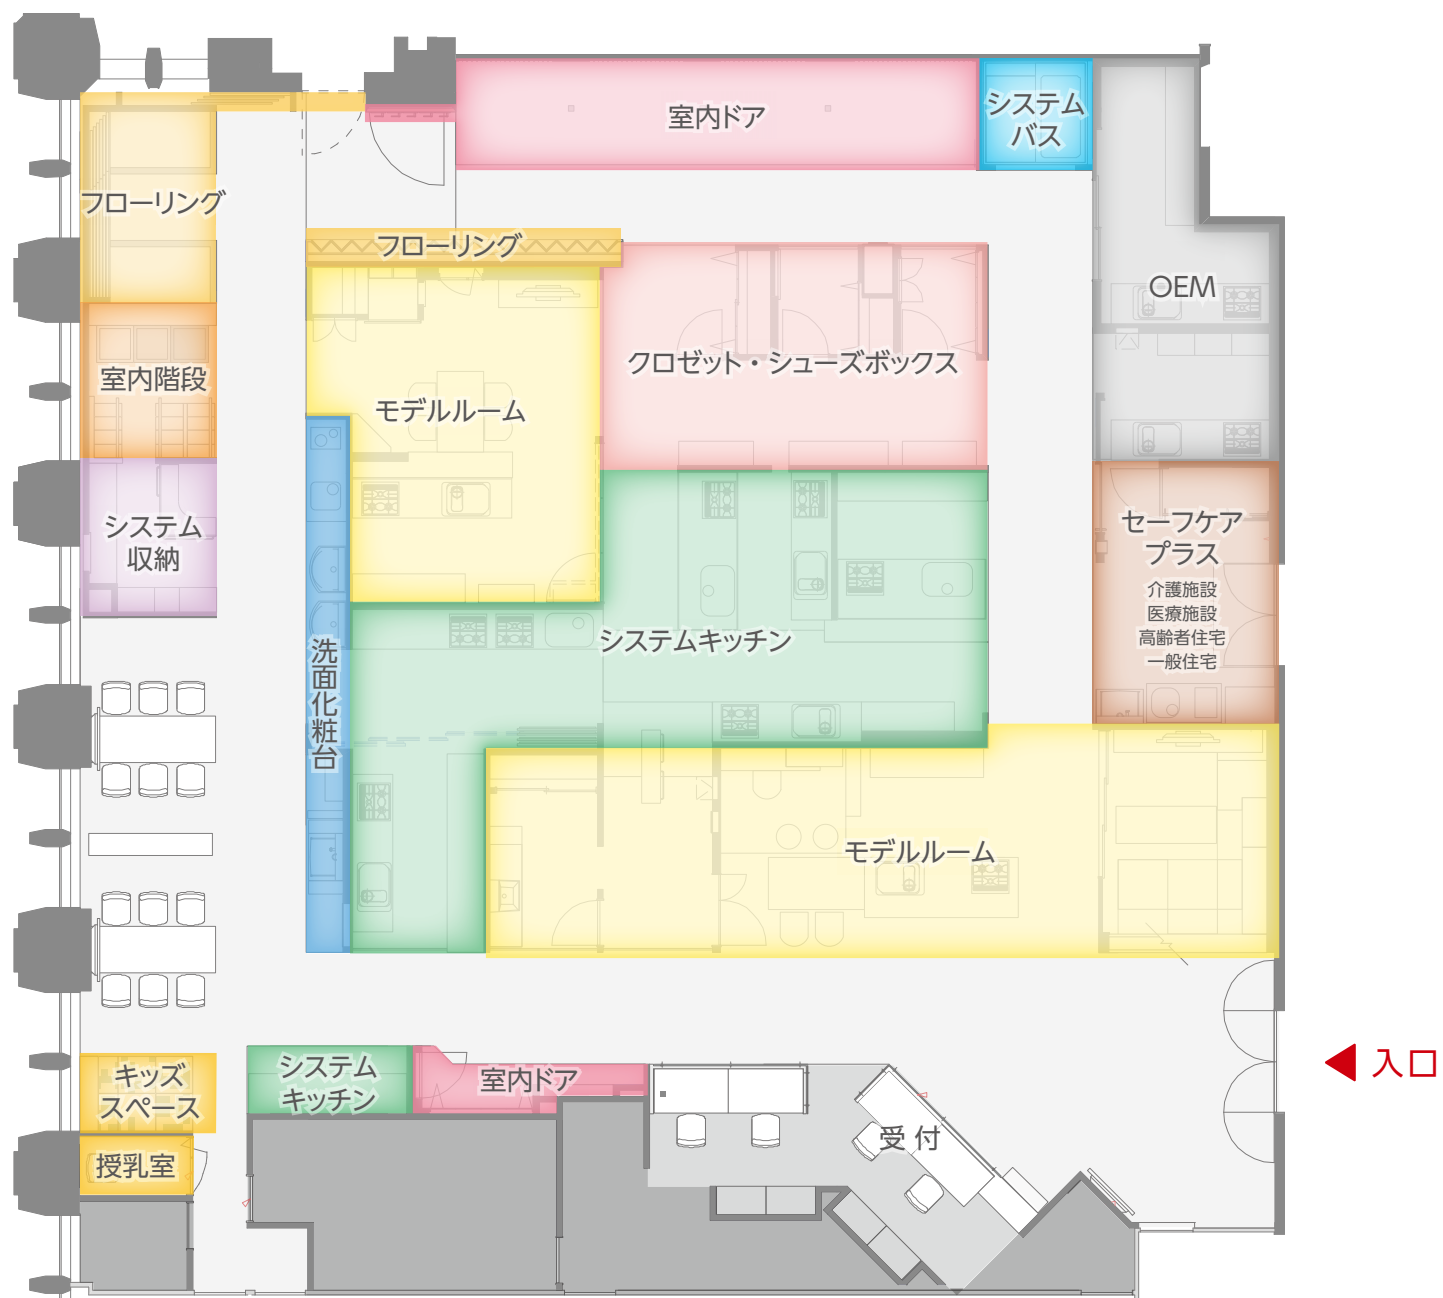 室内ドア
システム
バス
フローリング
フローリング
OEM
クロゼット・シューズボックス
室内階段
モデルルーム
システム
収納
セーフケア
プラス
介護施設
医療施設
高齢者住宅
一般住宅
システムキッチン
洗面化粧台
モデルルーム
入口
キッズ
スペース
システム
キッチン
室内ドア
受付
授乳室